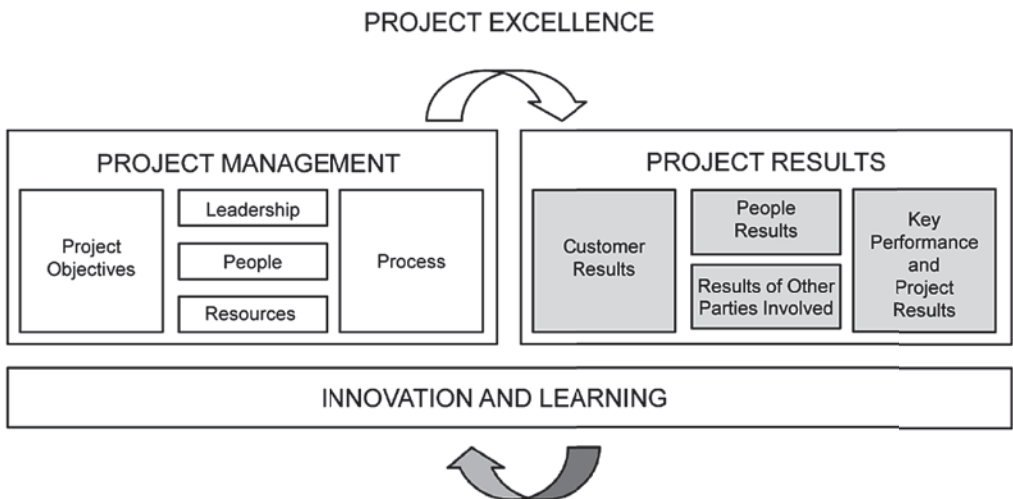 PROJECT EXCELLENCE
PROJECT MANAGEMENT
Project
Objectives
Leadership
People
Resources
Process
PROJECT RESULTS
Customer
Results
People
Results
Results of Other
Parties Involved
Key
Performance
and
Project
Results
INNOVATION AND LEARNING